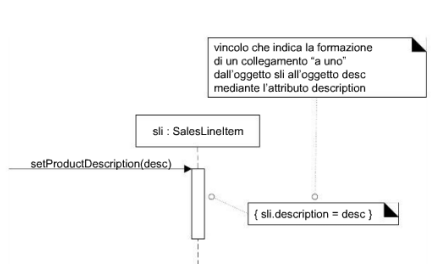 vincolo che indica la formazione
di un collegamento “a uno”
dall’oggetto sli all’oggetto desc
mediante l’attributo description
sli : SalesLineItem
setProductDescription(desc)
{ sli.description = desc }